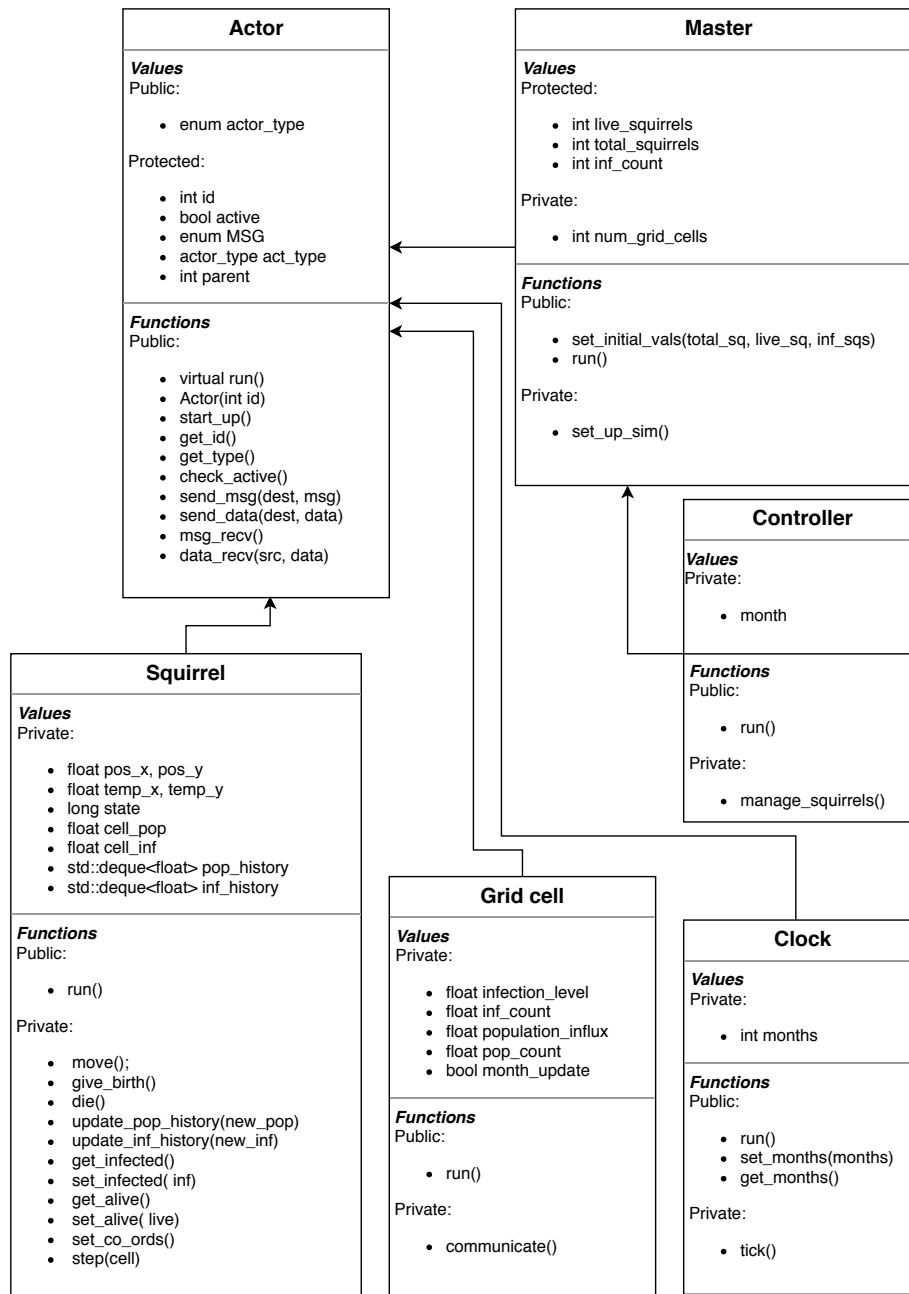 Actor
Values
Public:
• enum actor_type
Protected:
• int id
• bool active
• enum MSG
• actor_type act_type
• int parent
Functions
Public:
• virtual run()
• Actor(int id)
• start_up()
• get_id()
• get_type()
• check_active()
• send_msg(dest, msg)
• send_data(dest, data)
• msg_recv()
• data_recv(src, data)
Master
Values
Protected:
• int live_squirrels
• int total_squirrels
• int inf_count
Private:
• int num_grid_cells
Functions
Public:
• set_initial_vals(total_sq, live_sq, inf_sqs)
• run()
Private:
• set_up_sim()
Controller
Values
Private:
• month
Functions
Public:
• run()
Private:
• manage_squirrels()
Squirrel
Values
Private:
• float pos_x, pos_y
• float temp_x, temp_y
• long state
• float cell_pop
• float cell_inf
• std::deque<float> pop_history
• std::deque<float> inf_history
Functions
Public:
• run()
Private:
• move();
• give_birth()
• die()
• update_pop_history(new_pop)
• update_inf_history(new_inf)
• get_infected()
• set_infected( inf)
• get_alive()
• set_alive( live)
• set_co_ords()
• step(cell)
Grid cell
Values
Private:
• float infection_level
• float inf_count
• float population_influx
• float pop_count
• bool month_update
Functions
Public:
• run()
Private:
• communicate()
Clock
Values
Private:
• int months
Functions
Public:
• run()
• set_months(months)
• get_months()
Private:
• tick()